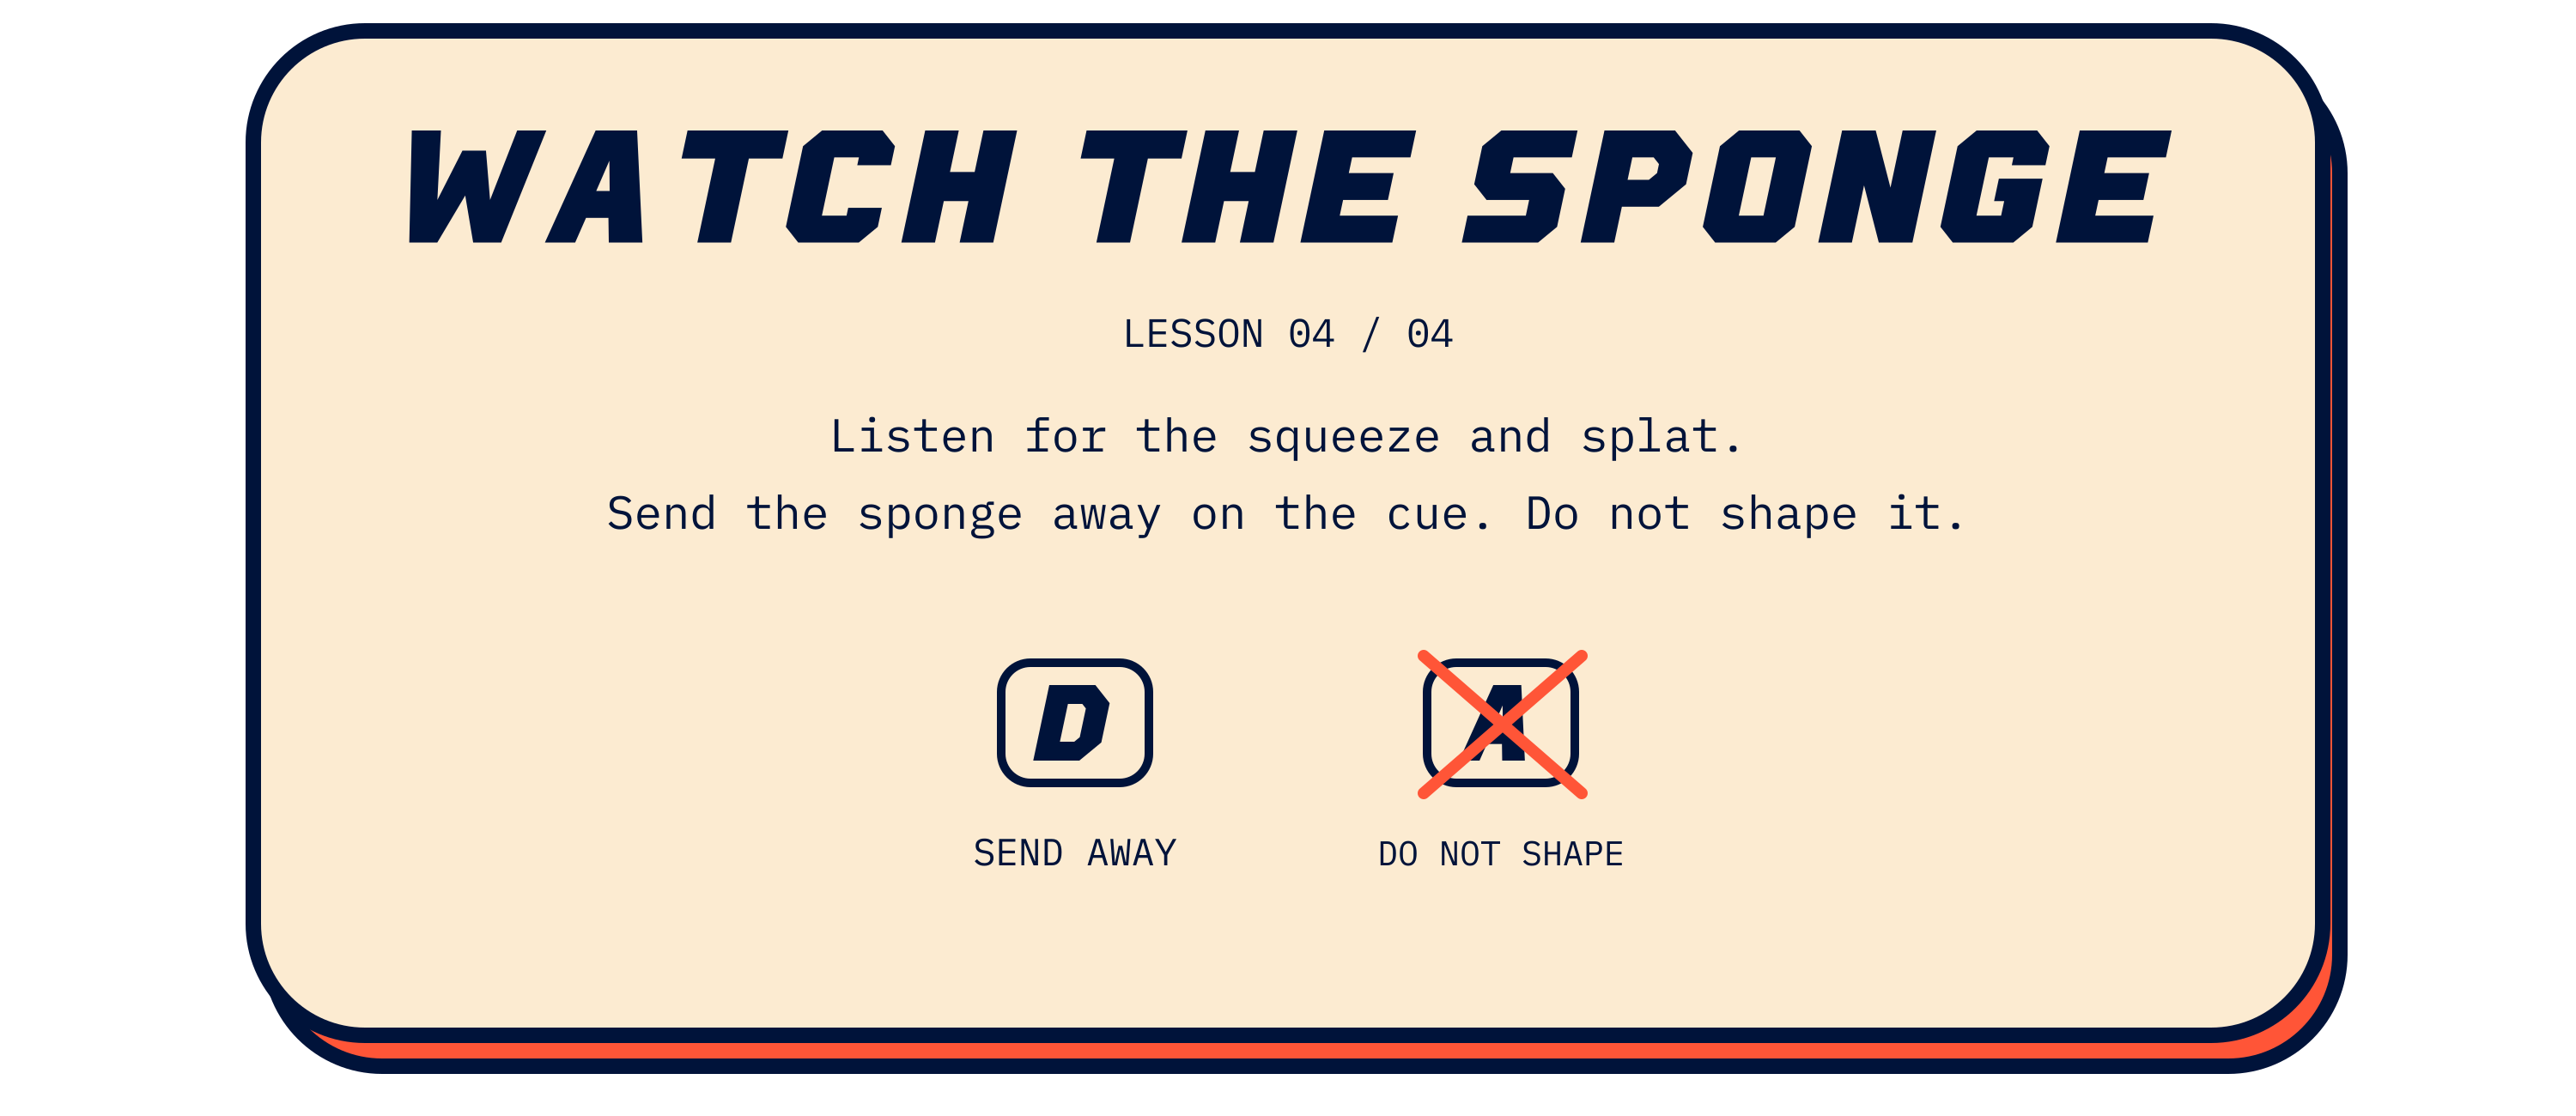 WATCH THE SPONGE
LESSON 04 / 04
Listen for the squeeze and splat.
Send the sponge away on the cue. Do not shape it.
D A
SEND AWAY DO NOT SHAPE